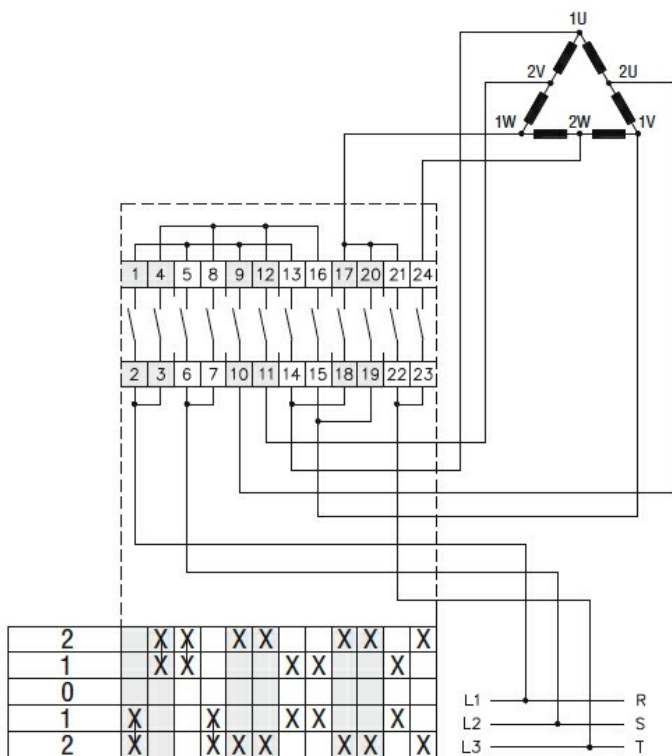 1U
2V 2U
1W 2W 1V
1 4 5 8 9 12 13 16 17 20 21 24
2 3 6 7 10 11 14 15 18 19 22 23
2 X X X X X X X
1 X X X X X
0
1 X X X X X
2 X X X X X X X
L1 R
L2 S
L3 T